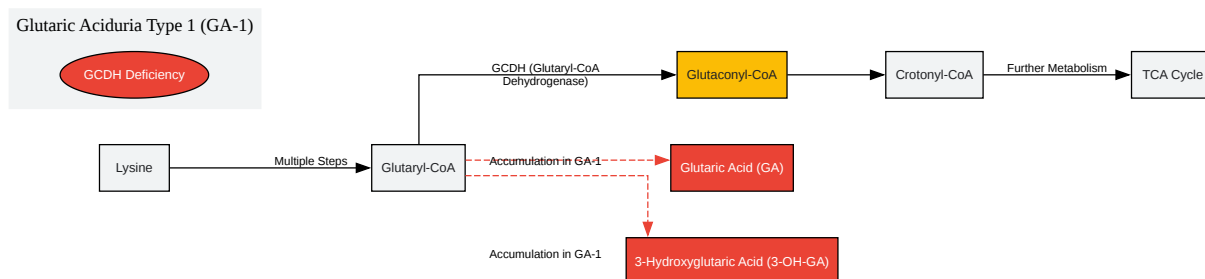 Glutaric Aciduria Type 1 (GA-1)
GCDH Deficiency
GCDH (Glutaryl-CoA
Dehydrogenase)
Glutaconyl-CoA
Crotonyl-CoA
Further Metabolism
TCA Cycle
Lysine
Multiple Steps
Glutaryl-CoA
Accumulation in GA-1
Glutaric Acid (GA)
Accumulation in GA-1
3-Hydroxyglutaric Acid (3-OH-GA)